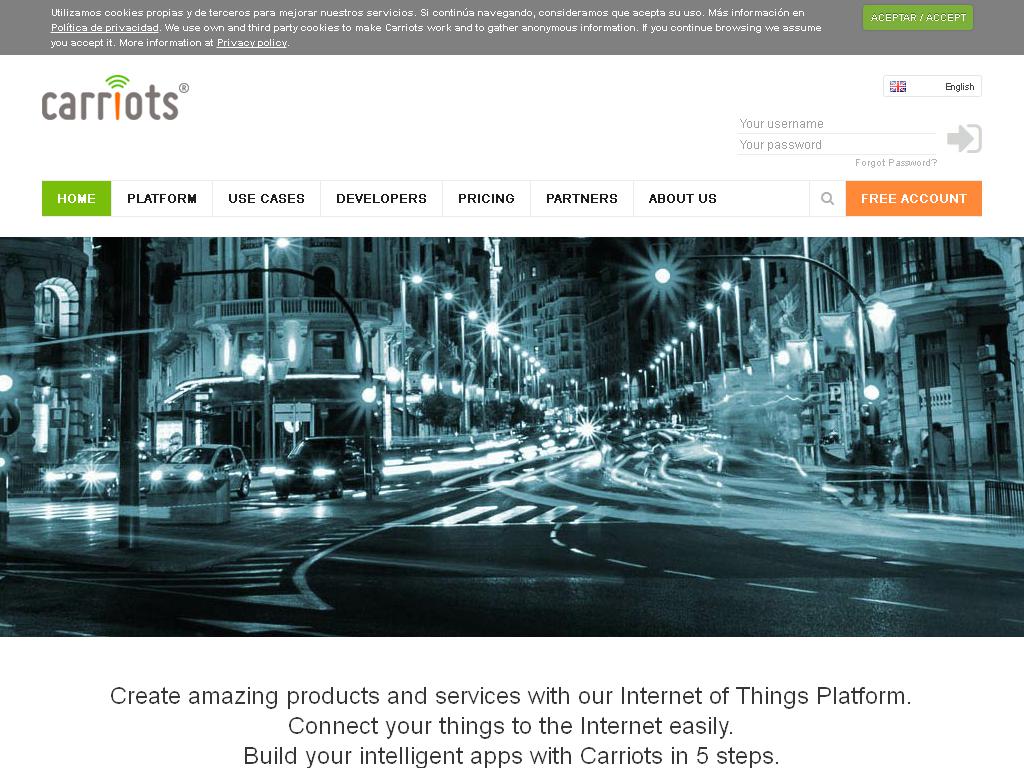 Utilizamos cookies propias y de terceros para mejorar nuestros servicios. Si continúa navegando, consideramos que acepta su uso. Más información en
Política de privacidad. We use own and third party cookies to make Carriots work and to gather anonymous information. If you continue browsing we assume
you accept it. More information at Privacy policy.
ACEPTAR / ACCEPT
carriots®
English
Your username
Your password
Forgot Password?
HOME PLATFORM USE CASES DEVELOPERS PRICING PARTNERS ABOUT US FREE ACCOUNT
Create amazing products and services with our Internet of Things Platform.
Connect your things to the Internet easily.
Build your intelligent apps with Carriots in 5 steps.